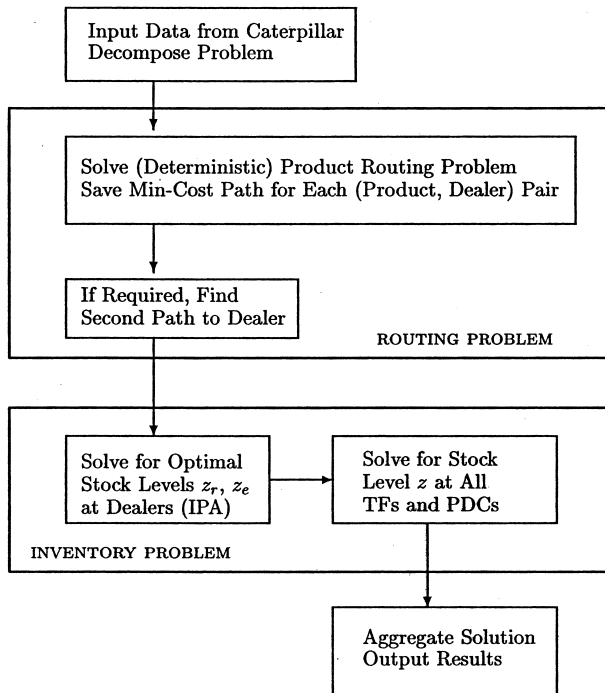 Input Data from Caterpillar
Decompose Problem
Solve (Deterministic) Product Routing Problem
Save Min-Cost Path for Each (Product, Dealer) Pair
If Required, Find
Second Path to Dealer
ROUTING PROBLEM
Solve for Optimal
Stock Levels z_r, z_e
at Dealers (IPA)
Solve for Stock
Level z at All
TFs and PDCs
INVENTORY PROBLEM
Aggregate Solution
Output Results